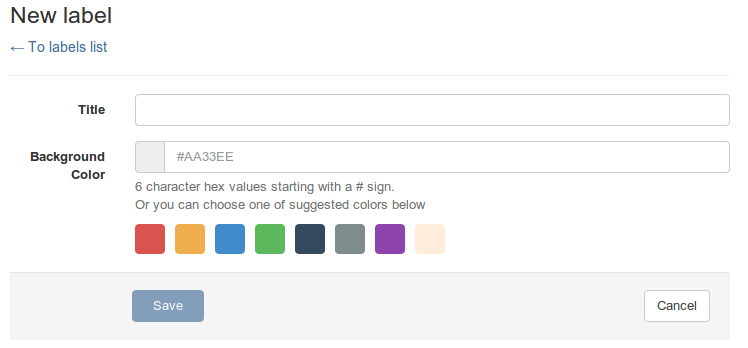 New label
← To labels list
Title
Background
Color
#AA33EE
6 character hex values starting with a # sign.
Or you can choose one of suggested colors below
Save
Cancel